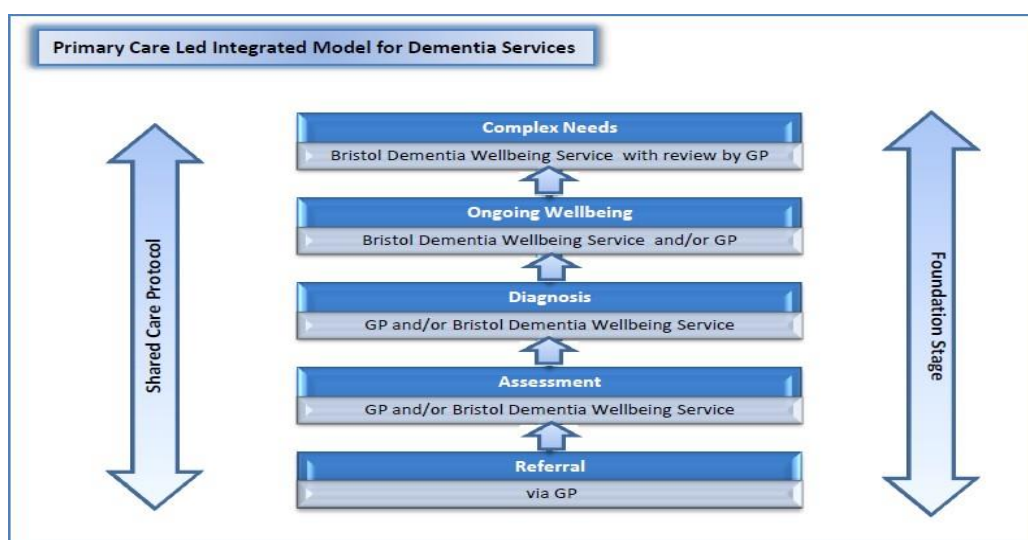 Primary Care Led Integrated Model for Dementia Services
Complex Needs
Bristol Dementia Wellbeing Service with review by GP
Ongoing Wellbeing
Bristol Dementia Wellbeing Service and/or GP
Diagnosis
GP and/or Bristol Dementia Wellbeing Service
Assessment
GP and/or Bristol Dementia Wellbeing Service
Referral
via GP
Shared Care Protocol
Foundation Stage